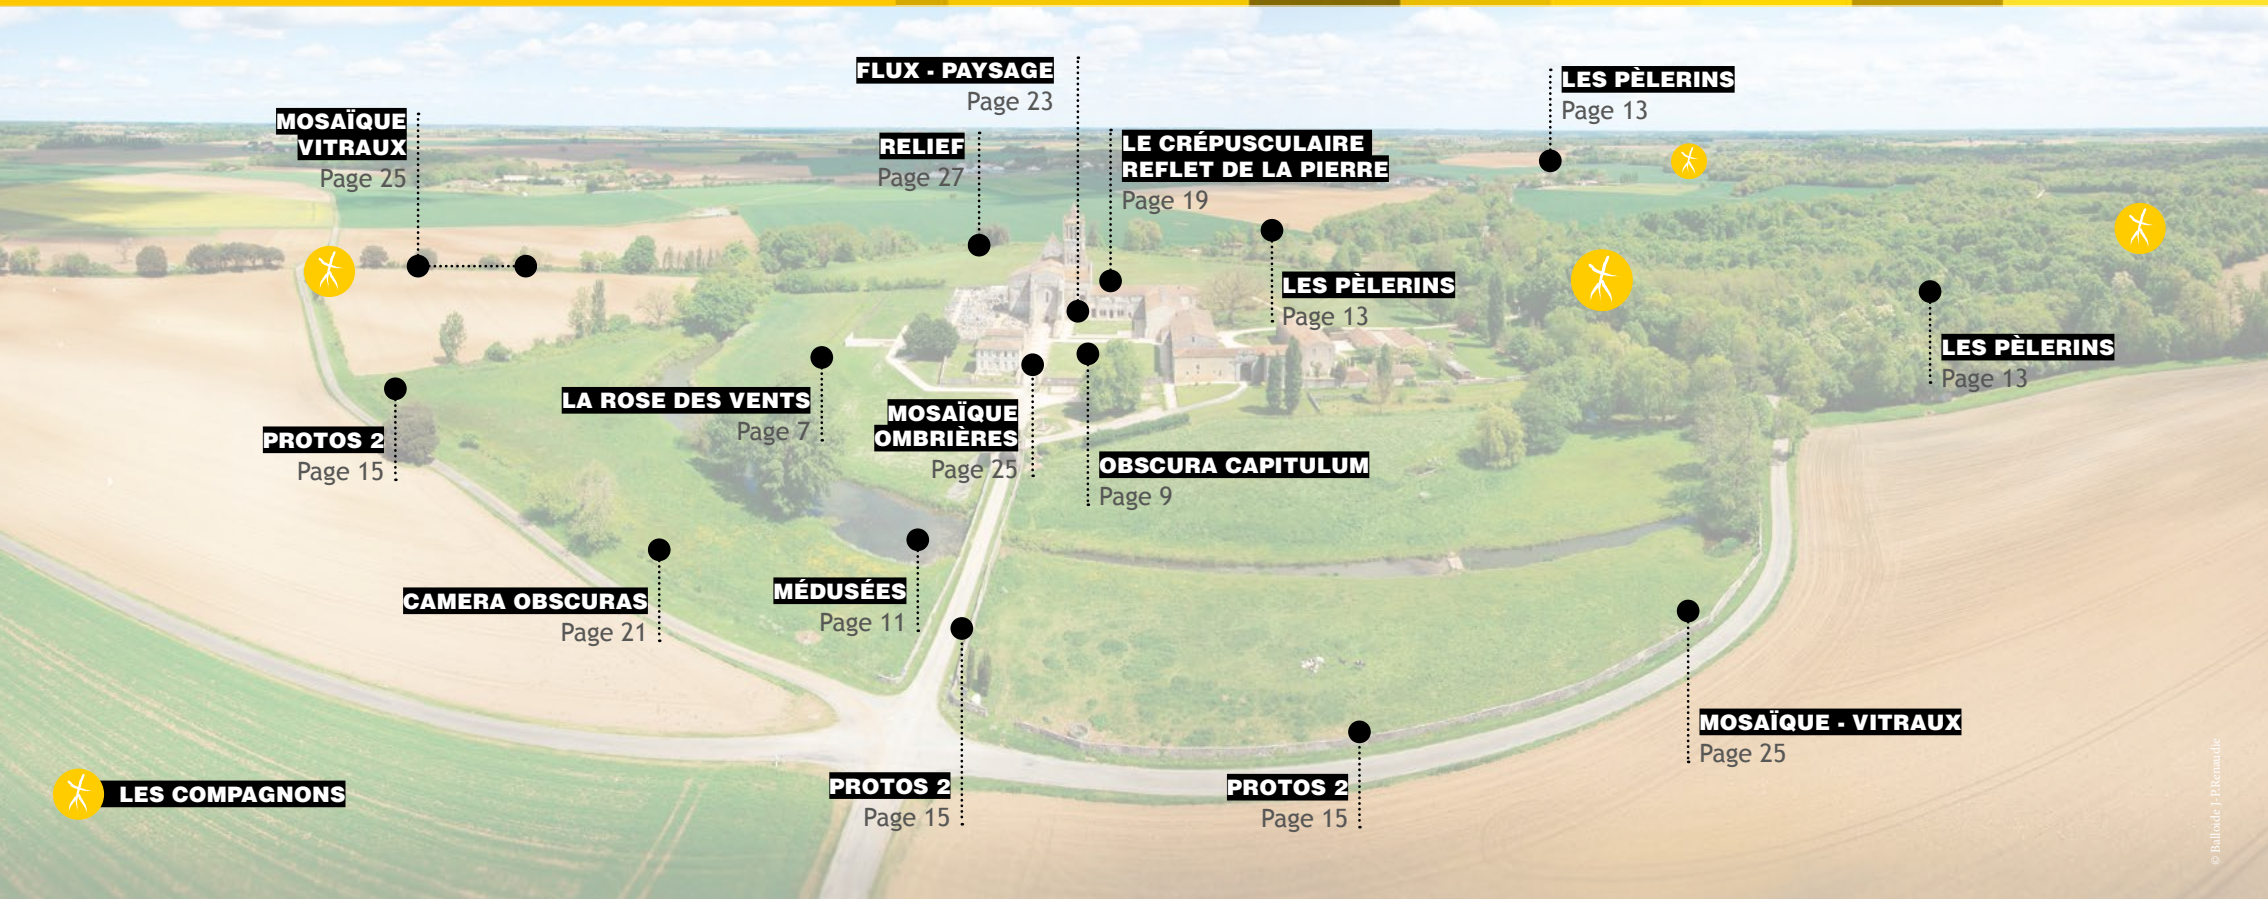 FLUX - PAYSAGE
Page 23
LES PÈLERINS
Page 13
MOSAÏQUE
VITRAUX
Page 25
RELIEF
Page 27
LE CRÉPUSCULAIRE
REFLET DE LA PIERRE
Page 19
LES PÈLERINS
Page 13
LES PÈLERINS
Page 13
LA ROSE DES VENTS
Page 7
MOSAÏQUE
OMBRIÈRES
Page 25
PROTOS 2
Page 15
OBSCURA CAPITULUM
Page 9
CAMERA OBSCURAS
Page 21
MÉDUSÉES
Page 11
MOSAÏQUE - VITRAUX
Page 25
LES COMPAGNONS
PROTOS 2
Page 15
PROTOS 2
Page 15
© Balloïde J-P.Renaudie